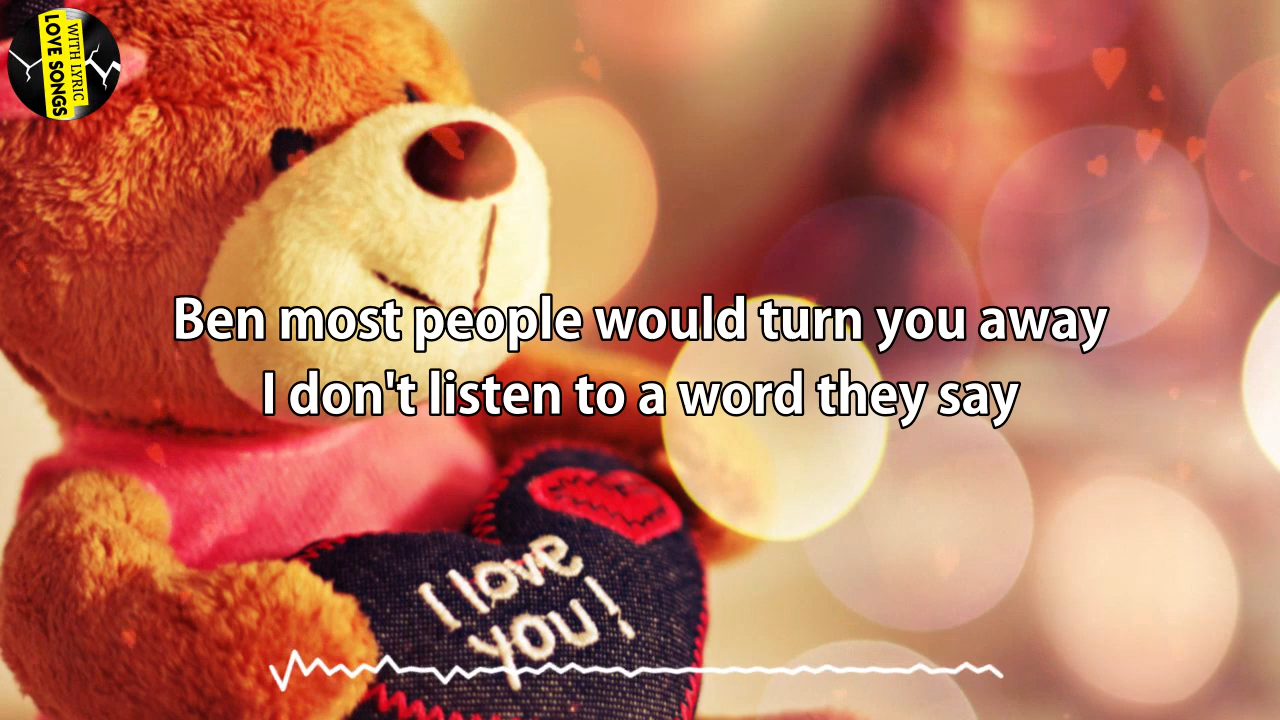 LOVE SONGS
WITH LYRIC
Ben most people would turn you away
I don't listen to a word they say
I love
you!